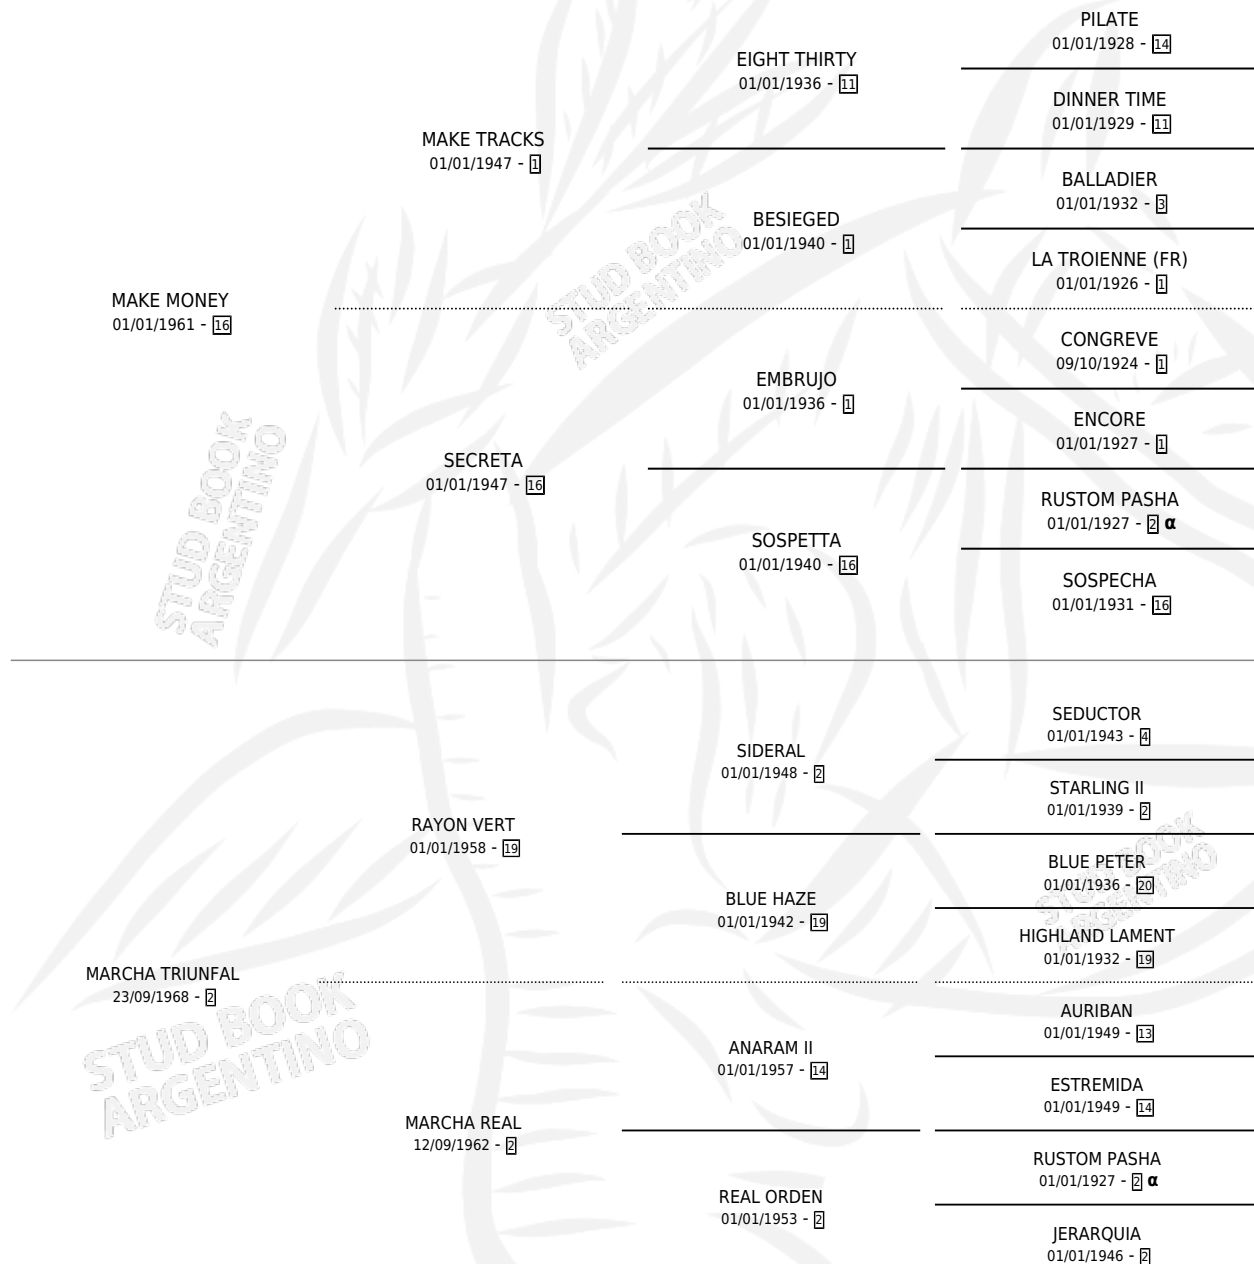 PILATE
01/01/1928 - 14
EIGHT THIRTY
01/01/1936 - 11
DINNER TIME
01/01/1929 - 11
MAKE TRACKS
01/01/1947 - 1
BALLADIER
01/01/1932 - 3
BESIEGED
01/01/1940 - 1
LA TROIENNE (FR)
01/01/1926 - 1
MAKE MONEY
01/01/1961 - 16
CONGREVE
09/10/1924 - 1
EMBRUJO
01/01/1936 - 1
ENCORE
01/01/1927 - 1
SECRETA
01/01/1947 - 16
RUSTOM PASHA
01/01/1927 - 2 α
SOSPETTA
01/01/1940 - 16
SOSPECHA
01/01/1931 - 16
STUD BOOK
ARGENTINO
STUD BOOK
ARGENTINO
SEDUCTOR
01/01/1943 - 4
SIDERAL
01/01/1948 - 2
STARLING II
01/01/1939 - 2
RAYON VERT
01/01/1958 - 19
BLUE PETER
01/01/1936 - 20
BLUE HAZE
01/01/1942 - 19
HIGHLAND LAMENT
01/01/1932 - 19
MARCHA TRIUNFAL
23/09/1968 - 2
AURIBAN
01/01/1949 - 13
ANARAM II
01/01/1957 - 14
ESTREMIDA
01/01/1949 - 14
MARCHA REAL
12/09/1962 - 2
RUSTOM PASHA
01/01/1927 - 2 α
REAL ORDEN
01/01/1953 - 2
JERARQUIA
01/01/1946 - 2
STUD BOOK
ARGENTINO
STUD BOOK
ARGENTINO